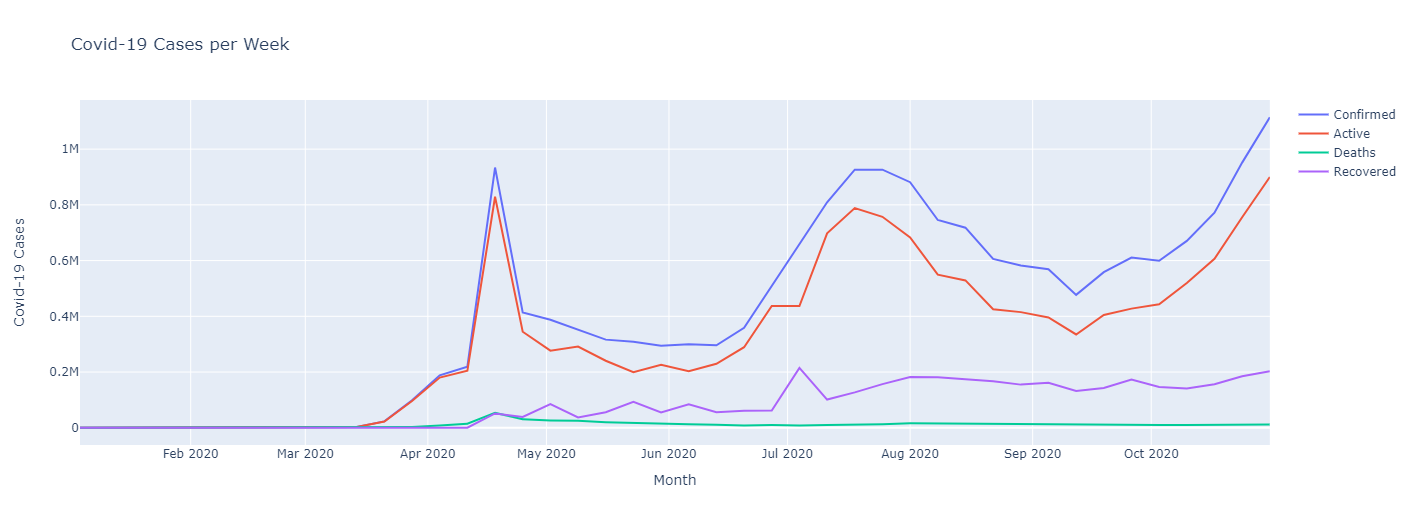 Covid-19 Cases per Week
Confirmed
Active
Deaths
Recovered
1M
0.8M
0.6M
0.4M
0.2M
0
Covid-19 Cases
Feb 2020
Mar 2020
Apr 2020
May 2020
Jun 2020
Jul 2020
Aug 2020
Sep 2020
Oct 2020
Month